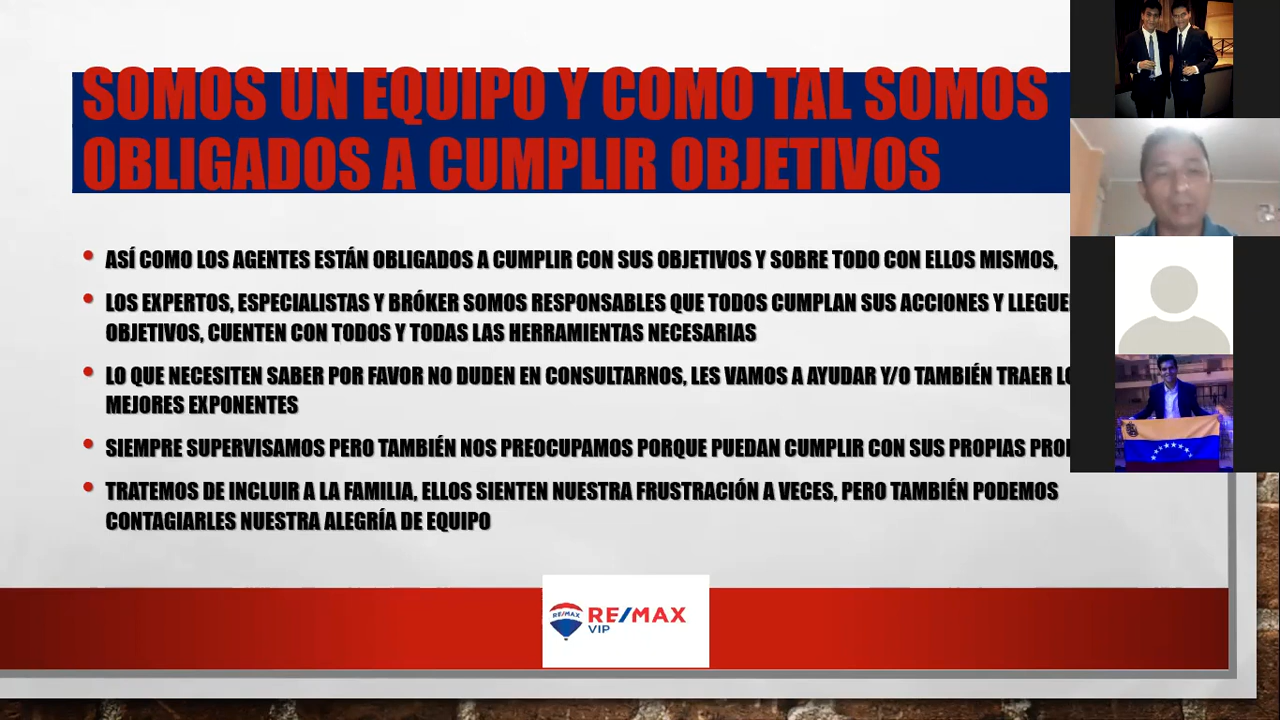 SOMOS UN EQUIPO Y COMO TAL SOMOS
OBLIGADOS A CUMPLIR OBJETIVOS
• ASÍ COMO LOS AGENTES ESTÁN OBLIGADOS A CUMPLIR CON SUS OBJETIVOS Y SOBRE TODO CON ELLOS MISMOS,
• LOS EXPERTOS, ESPECIALISTAS Y BRÓKER SOMOS RESPONSABLES QUE TODOS CUMPLAN SUS ACCIONES Y
OBJETIVOS, CUENTEN CON TODOS Y TODAS LAS HERRAMIENTAS NECESARIAS
• LO QUE NECESITEN SABER POR FAVOR NO DUDEN EN CONSULTARNOS, LES VAMOS A AYUDAR Y/O TAMBIÉN TRAER
MEJORES EXPONENTES
• SIEMPRE SUPERVISAMOS PERO TAMBIÉN NOS PREOCUPAMOS PORQUE PUEDAN CUMPLIR CON SUS PROPIAS
• TRATEMOS DE INCLUIR A LA FAMILIA, ELLOS SIENTEN NUESTRA FRUSTRACIÓN A VECES, PERO TAMBIÉN PODEMOS
CONTAGIARLES NUESTRA ALEGRÍA DE EQUIPO
RE/MAX
RE/MAX
VIP